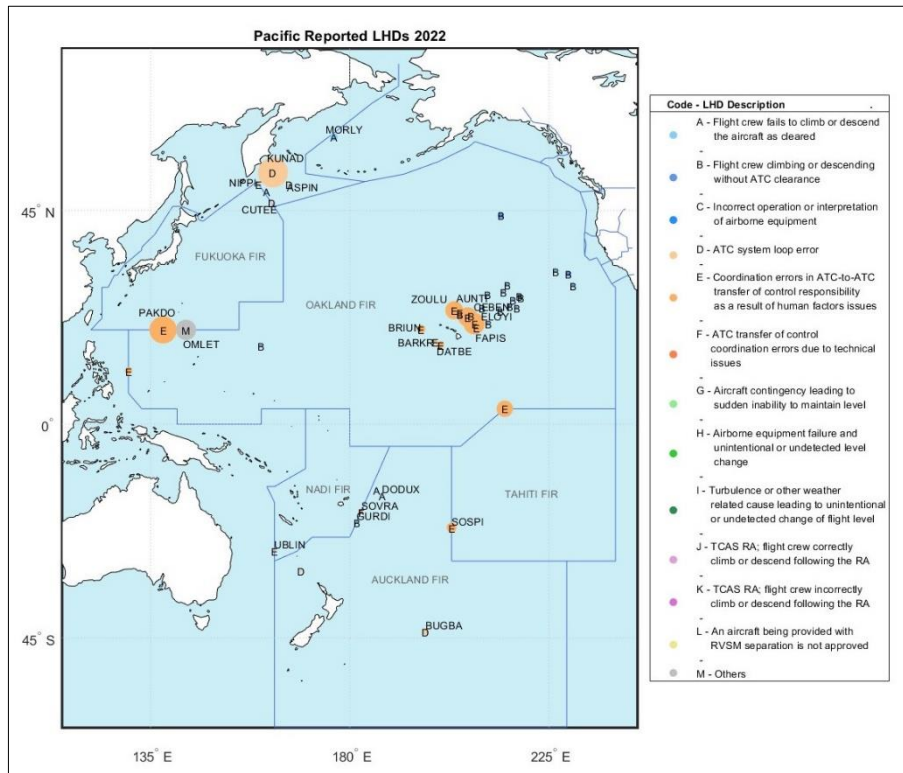 Pacific Reported LHDs 2022
MORLY
A
KUNAD
D
NIPPI
E
D
ASPIN
A
D
CUTEE
45° N
B
FUKUOKA FIR
OAKLAND FIR
PAKDO
E
M
OMLET
ZOULU
AUNTI
E
FAPIS
BRIUN
E
DATBE
E
B
E
E
0° 
NADI FIR
TAHITI FIR
A
DODUX
A
SOVRA
E
B
SOSPI
E
UBLIN
E
D
AUCKLAND FIR
45° S
BUGBA
D
135° E
180° E
225° E
Code - LHD Description .
A - Flight crew fails to climb or descend
the aircraft as cleared
-
B - Flight crew climbing or descending
without ATC clearance
-
C - Incorrect operation or interpretation
of airborne equipment
-
D - ATC system loop error
-
E - Coordination errors in ATC-to-ATC
transfer of control responsibility
as a result of human factors issues
-
F - ATC transfer of control
coordination errors due to technical
issues
-
G - Aircraft contingency leading to
sudden inability to maintain level
-
H - Airborne equipment failure and
unintentional or undetected level
change
-
I - Turbulence or other weather
related cause leading to unintentional
or undetected change of flight level
-
J - TCAS RA; flight crew correctly
climb or descend following the RA
-
K - TCAS RA; flight crew incorrectly
climb or descend following the RA
-
L - An aircraft being provided with
RVSM separation is not approved
-
M - Others